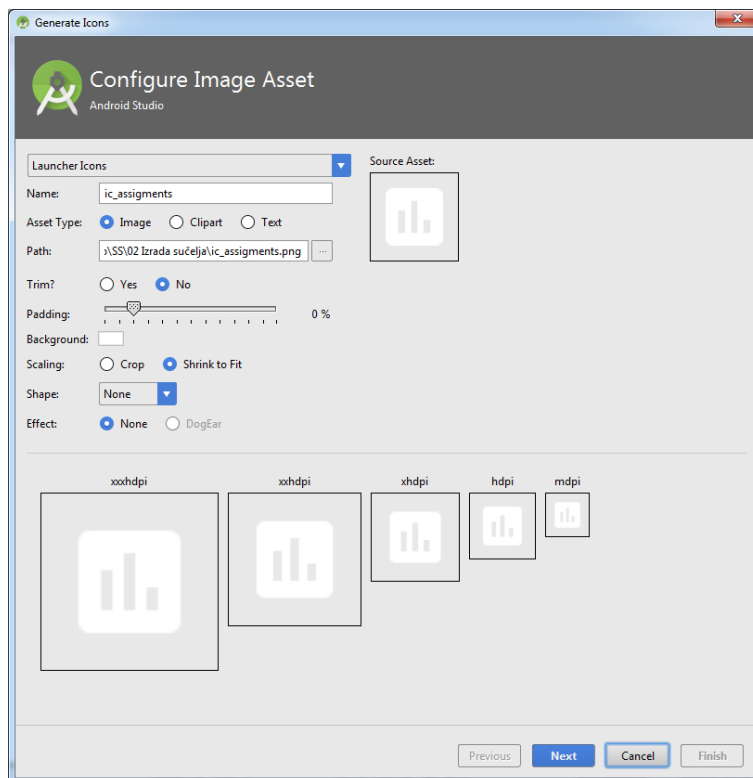 Generate Icons
Configure Image Asset
Android Studio
Launcher Icons
Source Asset:
Name: ic_assigments
Asset Type: Image Clipart Text
Path: \SS\02 Izrada sučelja\ic_assigments.png ...
Trim? Yes No
Padding: 0 %
Background:
Scaling: Crop Shrink to Fit
Shape: None
Effect: None DogEar
xxxhdpi xxhdpi xhdpi hdpi mdpi
Previous Next Cancel Finish